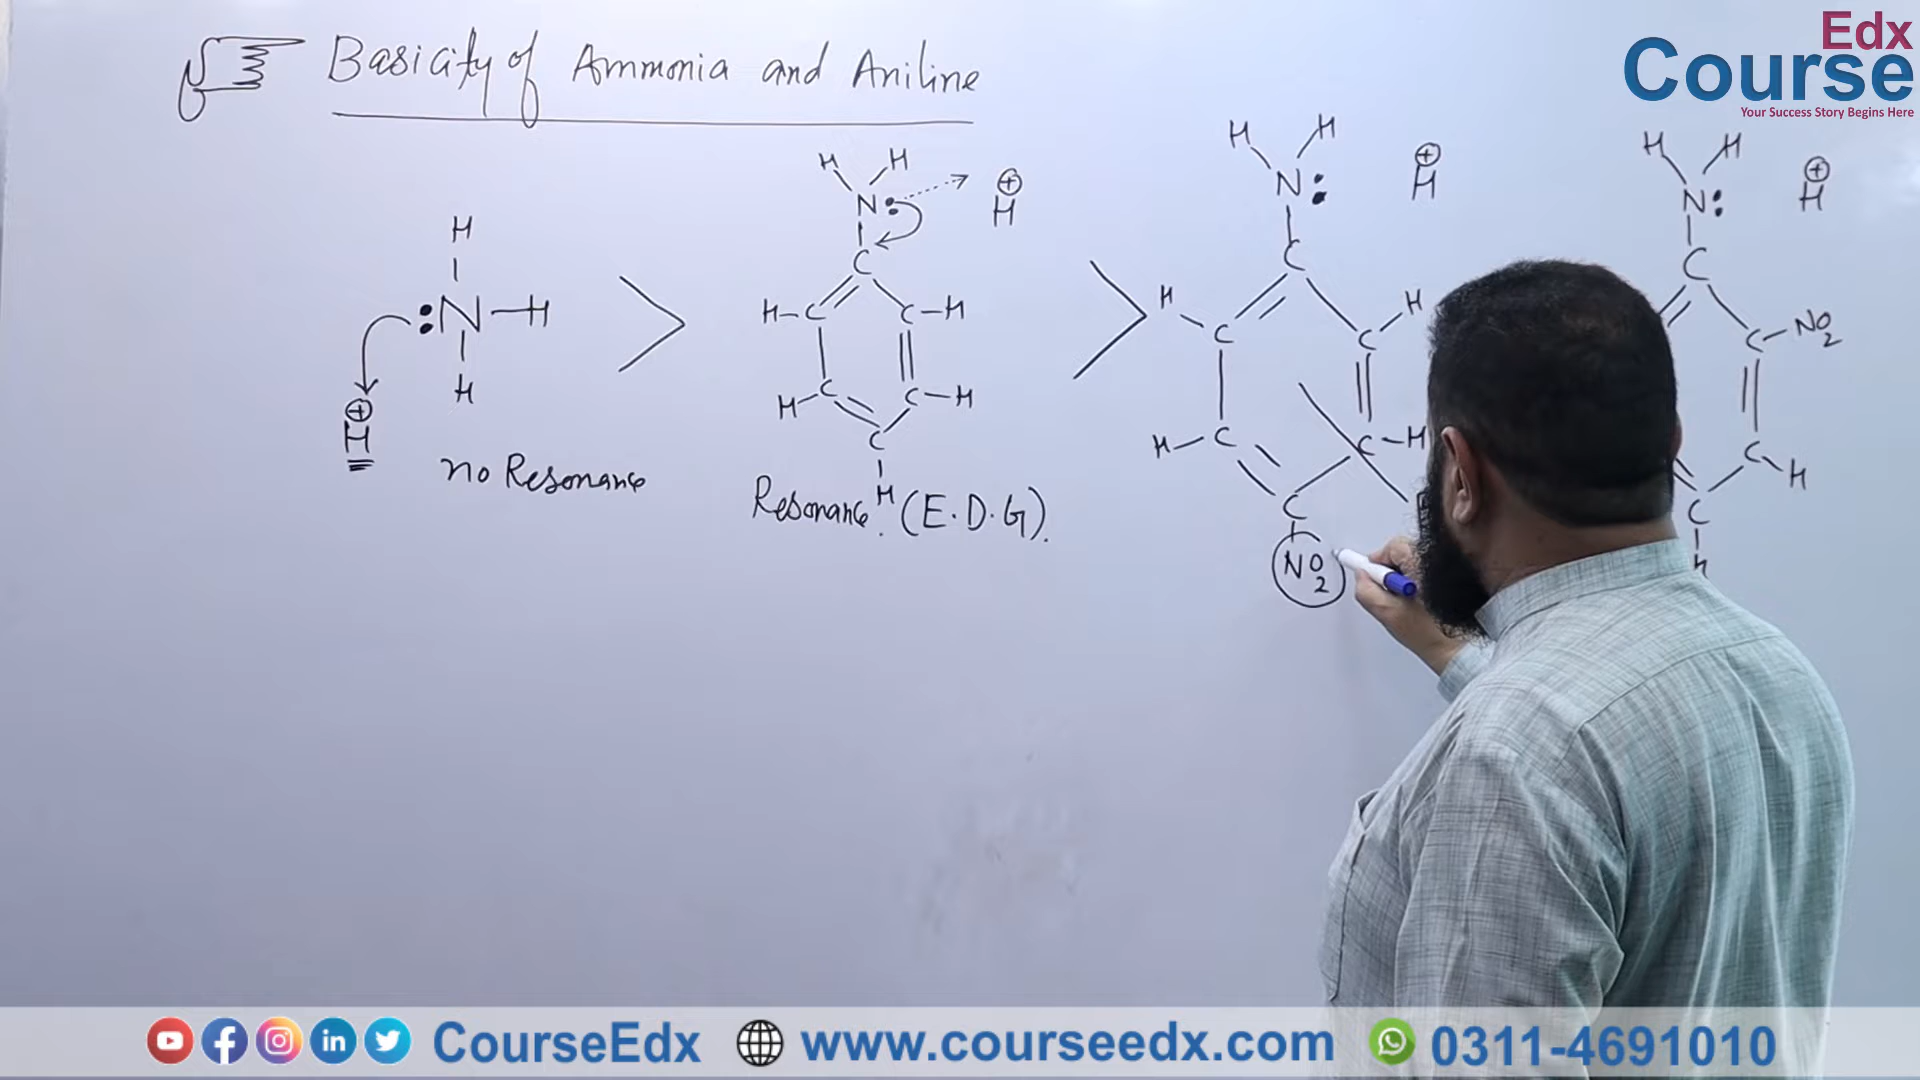 Basicity of Ammonia and Aniline
Edx
Course
Your Success Story Begins Here
H
:N-H
H
⊕
H
no Resonance
H H
N:
⊕
H
C
H-C C-H
H-C C-H
C
H
Resonance (E.D.G).
H H
N:
⊕
H
C
H C C H
H-C C-H
C
NO2
H H
N:
⊕
H
C
C-NO2
C H
C
CourseEdx www.courseedx.com 0311-4691010